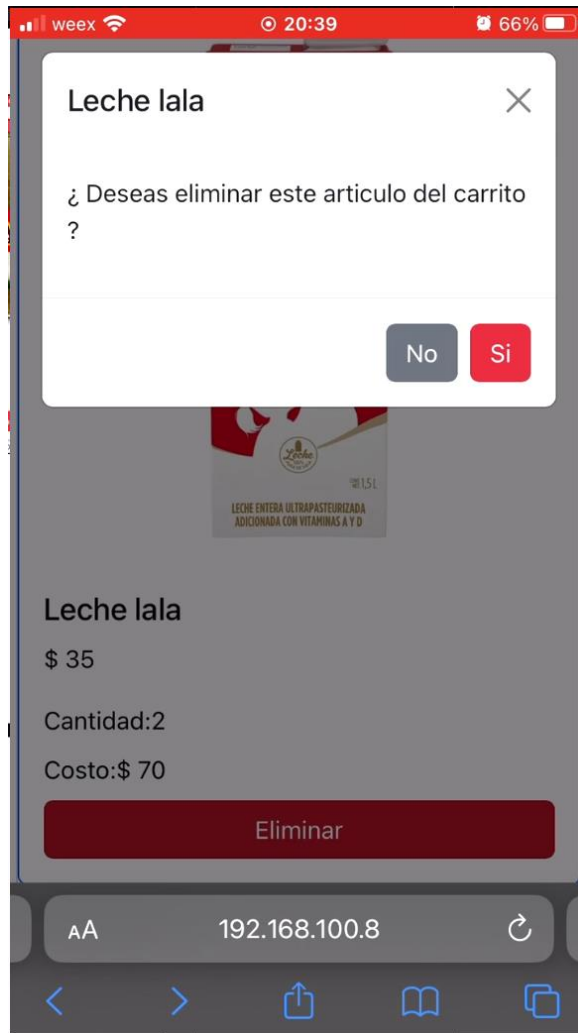 weex 20:39 66%
Leche lala
¿ Deseas eliminar este articulo del carrito
?
No Si
Leche
1,5 L
LECHE ENTERA ULTRAPASTEURIZADA
ADICIONADA CON VITAMINAS A Y D
Leche lala
$ 35
Cantidad:2
Costo:$ 70
Eliminar
AA 192.168.100.8